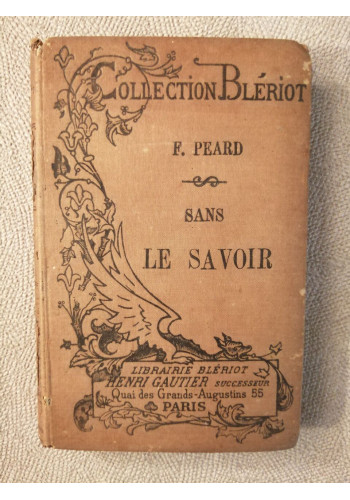 COLLECTION BLÉRIOT
F. PEARD
SANS
LE SAVOIR
LIBRAIRIE BLÉRIOT
HENRI GAUTIER SUCCESSEUR
Quai des Grands-Augustins 55
PARIS